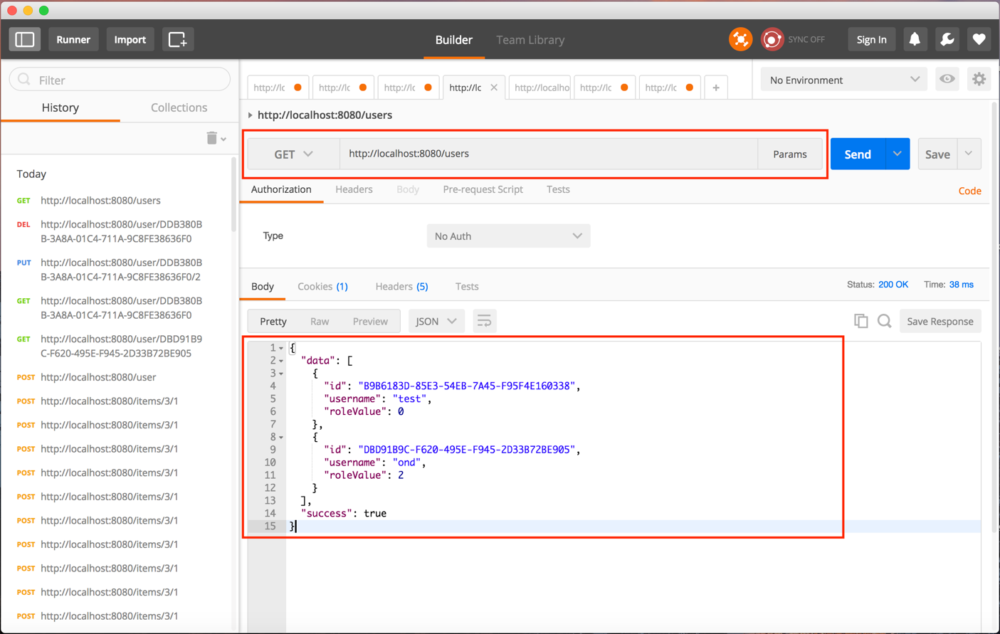 Runner
Import
Builder
Team Library
SYNC OFF
Sign In
Filter
History
Collections
http://lc
http://lc
http://lc
http://lc
http://localho
http://lc
http://lc
No Environment
http://localhost:8080/users
GET
http://localhost:8080/users
Params
Send
Save
Authorization
Headers
Body
Pre-request Script
Tests
Code
Type
No Auth
Today
GET http://localhost:8080/users
DEL http://localhost:8080/user/DDB380B
B-3A8A-01C4-711A-9C8FE38636F0
PUT http://localhost:8080/user/DDB380B
B-3A8A-01C4-711A-9C8FE38636F0/2
GET http://localhost:8080/user/DDB380B
B-3A8A-01C4-711A-9C8FE38636F0
GET http://localhost:8080/user/DBD91B9
C-F620-495E-F945-2D33B72BE905
POST http://localhost:8080/user
POST http://localhost:8080/items/3/1
POST http://localhost:8080/items/3/1
POST http://localhost:8080/items/3/1
POST http://localhost:8080/items/3/1
POST http://localhost:8080/items/3/1
POST http://localhost:8080/items/3/1
POST http://localhost:8080/items/3/1
POST http://localhost:8080/items/3/1
POST http://localhost:8080/items/3/1
POST http://localhost:8080/items/3/1
Body
Cookies (1)
Headers (5)
Tests
Status: 200 OK
Time: 38 ms
Pretty
Raw
Preview
JSON
Save Response
1 {
2 "data": [
3 {
4 "id": "B9B6183D-85E3-54EB-7A45-F95F4E160338",
5 "username": "test",
6 "roleValue": 0
7 },
8 {
9 "id": "DBD91B9C-F620-495E-F945-2D33B72BE905",
10 "username": "ond",
11 "roleValue": 2
12 }
13 ],
14 "success": true
15 }